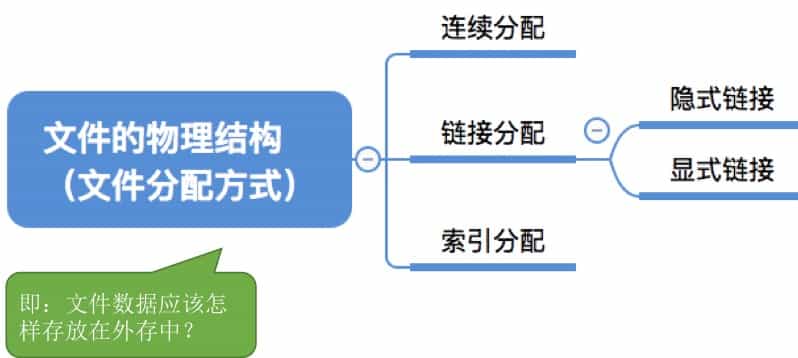 连续分配
隐式链接
文件的物理结构
（文件分配方式）
链接分配
显式链接
索引分配
即：文件数据应该怎
样存放在外存中？